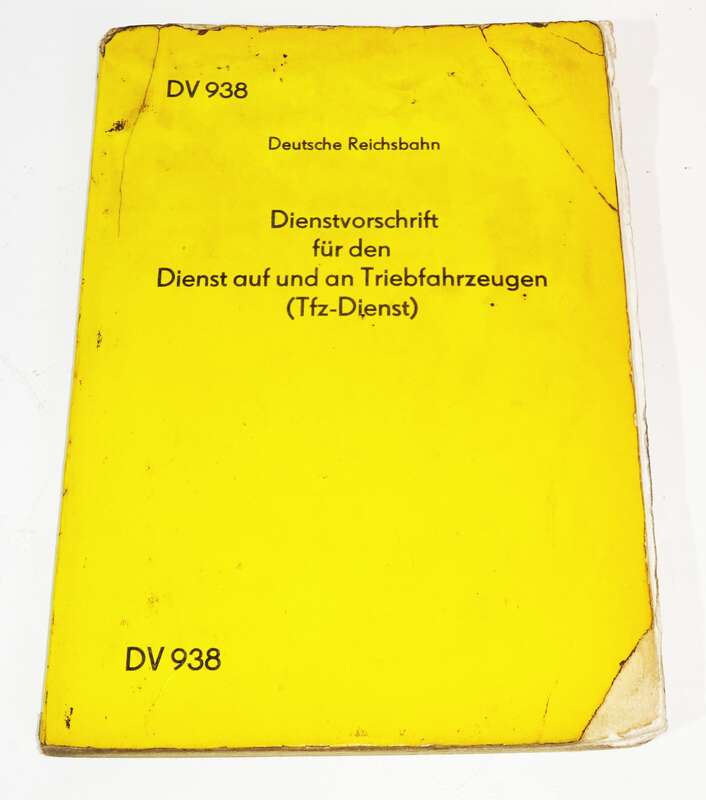 DV 938
Deutsche Reichsbahn
Dienstvorschrift
für den
Dienst auf und an Triebfahrzeugen
(Tfz-Dienst)
DV 938